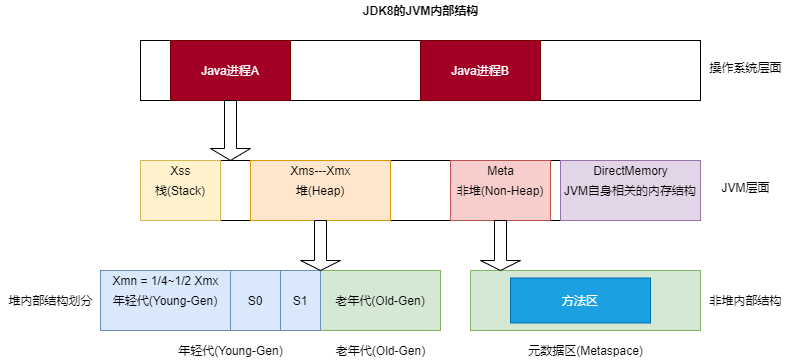 JDK8的JVM内部结构
Java进程A
Java进程B
操作系统层面
Xss
栈(Stack)
Xms---Xmx
堆(Heap)
Meta
非堆(Non-Heap)
DirectMemory
JVM自身相关的内存结构
JVM层面
堆内部结构划分
Xmn = 1/4~1/2 Xmx
年轻代(Young-Gen)
S0
S1
老年代(Old-Gen)
方法区
非堆内部结构
年轻代(Young-Gen)
老年代(Old-Gen)
元数据区(Metaspace)